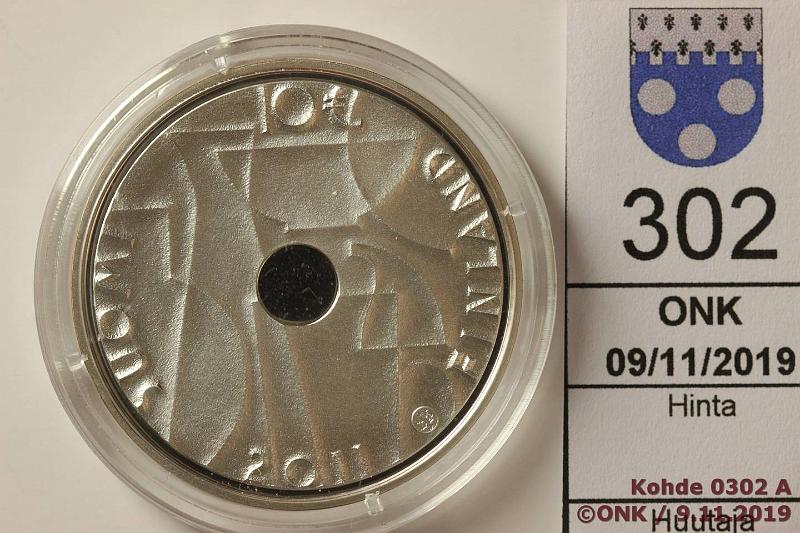 10 €
SUOMI
FINLAND
2011
302
ONK
09/11/2019
Hinta
Huutaja
Kohde 0302 A
©ONK / 9.11.2019